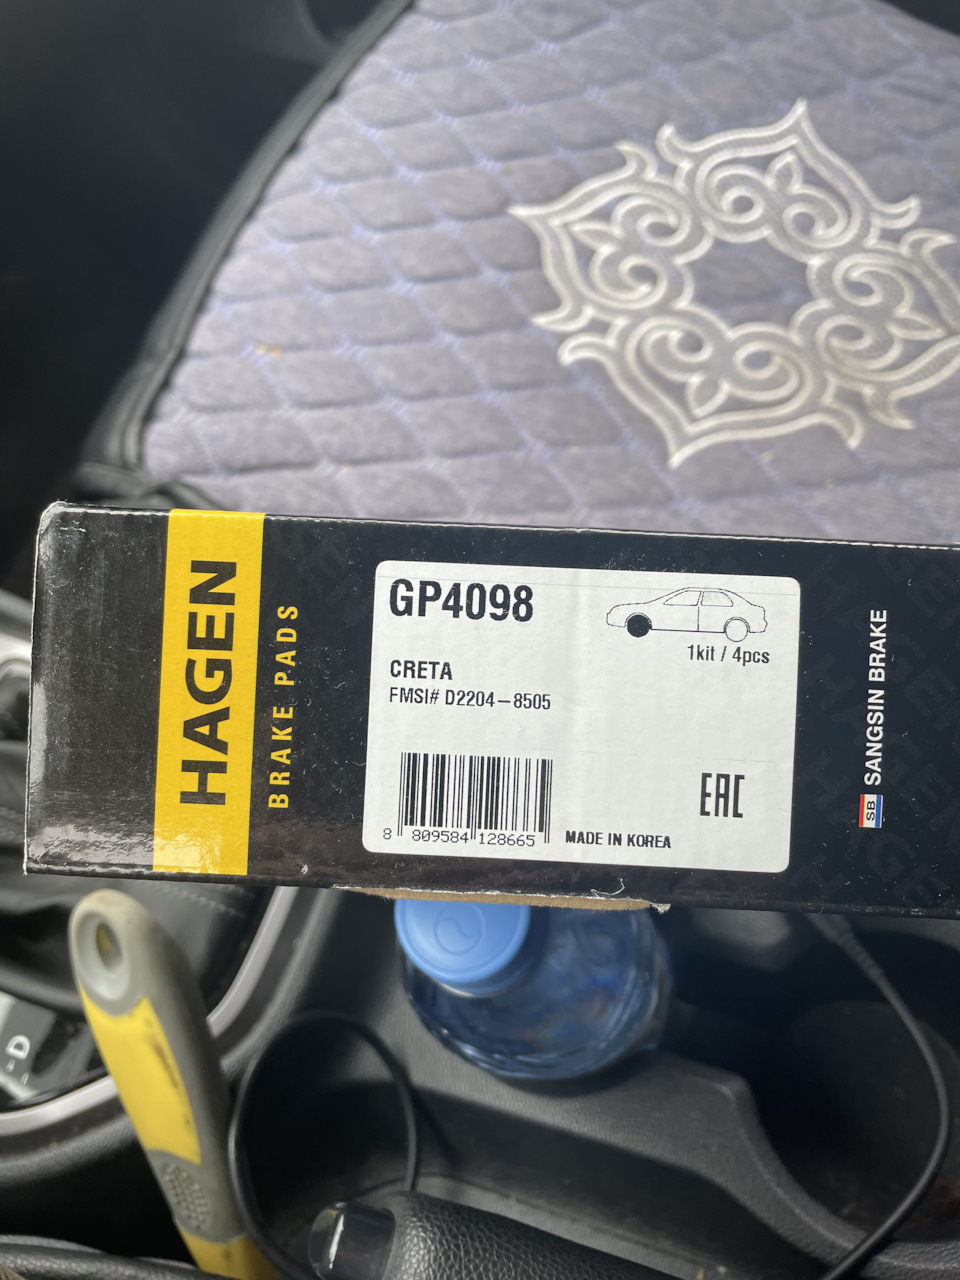 HAGEN
BRAKE PADS
GP4098
1kit / 4pcs
CRETA
FMSI# D2204-8505
8 809584 128665
MADE IN KOREA
EAC
SB SANGSIN BRAKE
D